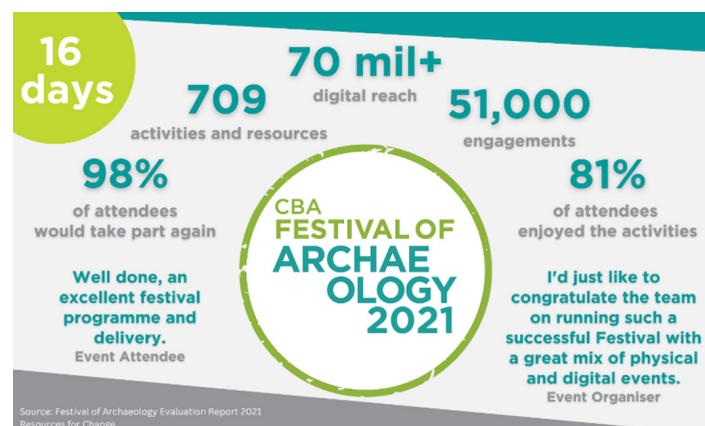 16
days
70 mil+
digital reach
709
activities and resources
51,000
engagements
98%
of attendees
would take part again
81%
of attendees
enjoyed the activities
CBA
FESTIVAL OF
ARCHAE
OLOGY
2021
Well done, an
excellent festival
programme and
delivery.
Event Attendee
I'd just like to
congratulate the team
on running such a
successful Festival with
a great mix of physical
and digital events.
Event Organiser
Source: Festival of Archaeology Evaluation Report 2021
Resources for Change